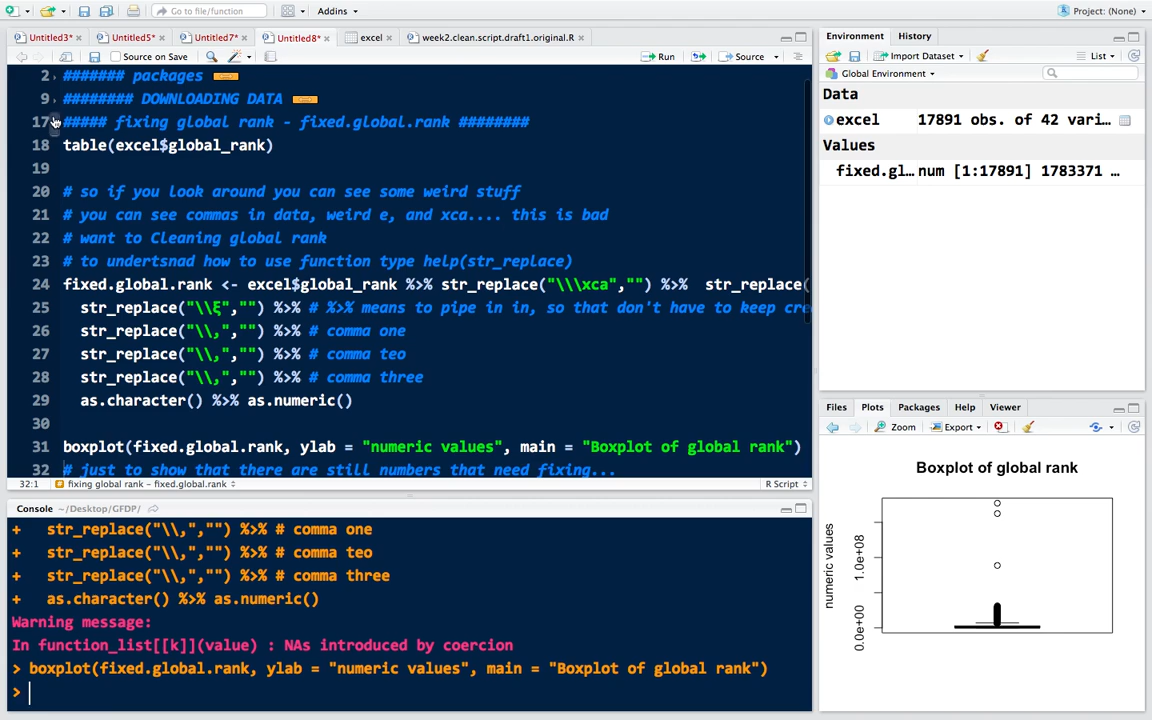 Go to file/function
Addins
Project: (None)
Untitled3*
Untitled5*
Untitled7*
Untitled8*
excel
week2.clean.script.draft1.original.R
Source on Save
Run
Source
2 ####### packages
9 ######## DOWNLOADING DATA
17 ##### fixing global rank - fixed.global.rank ########
18 table(excel$global_rank)
19
20 # so if you look around you can see some weird stuff
21 # you can see commas in data, weird e, and xca.... this is bad
22 # want to Cleaning global rank
23 # to undertsnad how to use function type help(str_replace)
24 fixed.global.rank <- excel$global_rank %>% str_replace("\\\xca","") %>%  str_replace(
25 str_replace("\\ξ","") %>% # %>% means to pipe in in, so that don't have to keep cre
26 str_replace("\\,","") %>% # comma one
27 str_replace("\\,","") %>% # comma teo
28 str_replace("\\,","") %>% # comma three
29 as.character() %>% as.numeric()
30
31 boxplot(fixed.global.rank, ylab = "numeric values", main = "Boxplot of global rank")
32 # just to show that there are still numbers that need fixing...
32:1 fixing global rank - fixed.global.rank
R Script
Console ~/Desktop/GFDP/
+ str_replace("\\,","") %>% # comma one
+ str_replace("\\,","") %>% # comma teo
+ str_replace("\\,","") %>% # comma three
+ as.character() %>% as.numeric()
Warning message:
In function_list[[k]](value) : NAs introduced by coercion
> boxplot(fixed.global.rank, ylab = "numeric values", main = "Boxplot of global rank")
>
Environment
History
Import Dataset
List
Global Environment
Data
excel 17891 obs. of 42 vari…
Values
fixed.gl… num [1:17891] 1783371 …
Files
Plots
Packages
Help
Viewer
Zoom
Export
Boxplot of global rank
numeric values
0.0e+00
1.0e+08